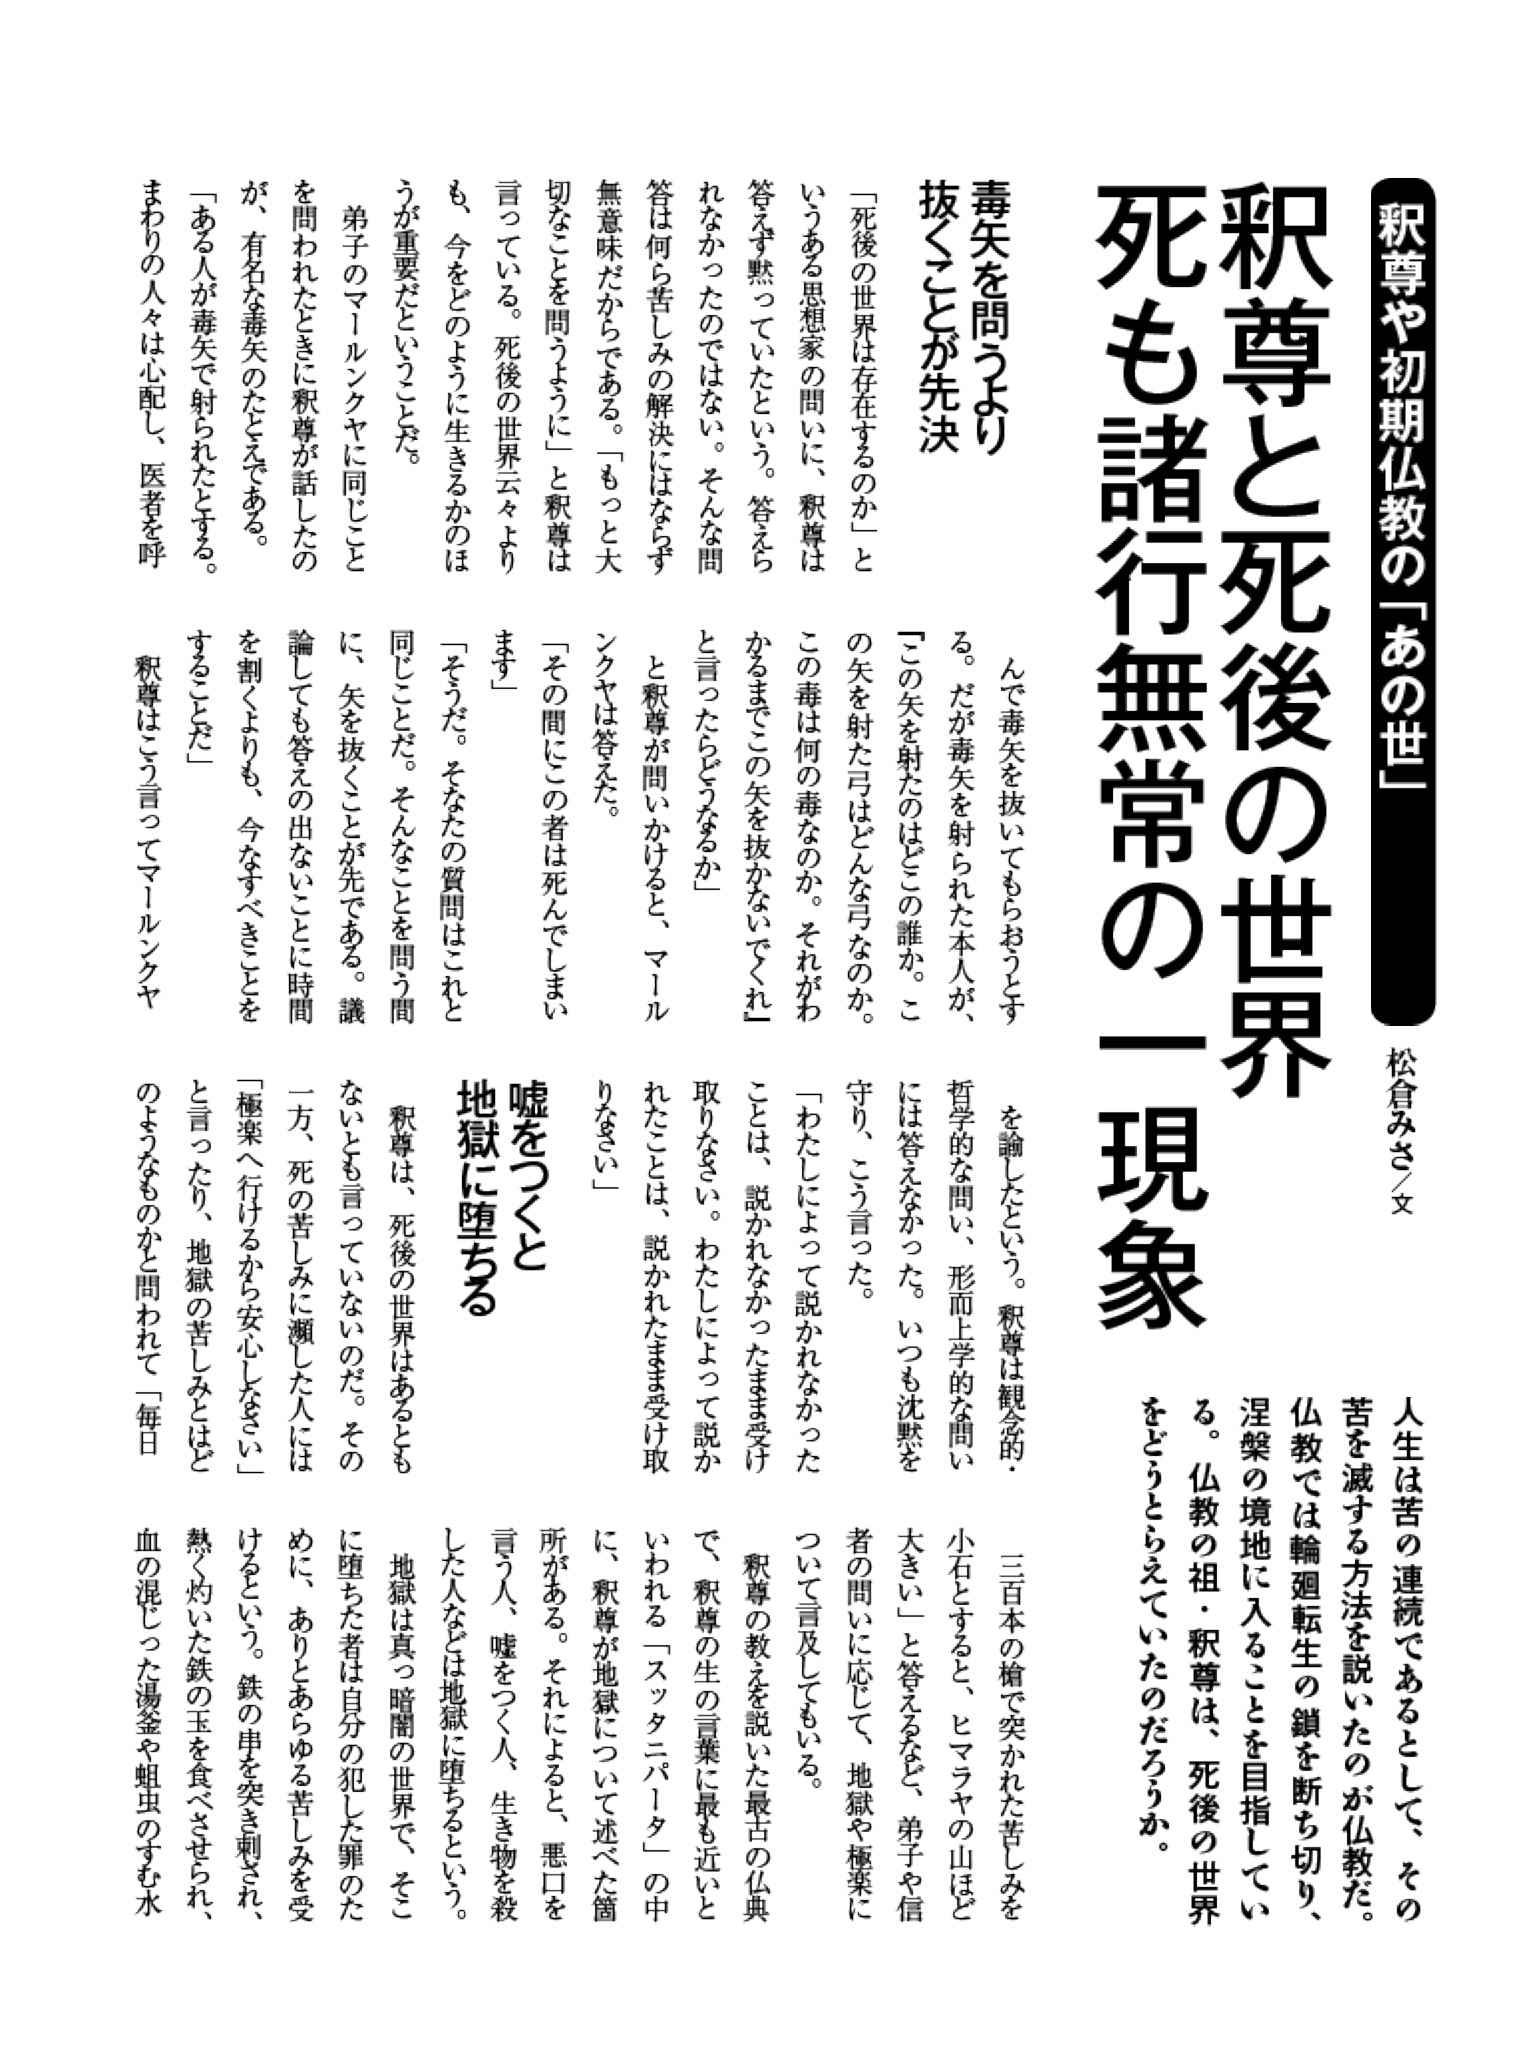 釈尊や初期仏教の「あの世」
松倉みさ／文
釈尊と死後の世界
死も諸行無常の一現象
人生は苦の連続であるとして、その
苦を滅する方法を説いたのが仏教だ。
仏教では輪廻転生の鎖を断ち切り、
涅槃の境地に入ることを目指してい
る。仏教の祖・釈尊は、死後の世界
をどうとらえていたのだろうか。
毒矢を問うより
抜くことが先決
「死後の世界は存在するのか」と
いうある思想家の問いに、釈尊は
答えず黙っていたという。答えら
れなかったのではない。そんな問
答は何ら苦しみの解決にはならず
無意味だからである。「もっと大
切なことを問うように」と釈尊は
言っている。死後の世界云々より
も、今をどのように生きるかのほ
うが重要だということだ。
弟子のマールンクヤに同じこと
を問われたときに釈尊が話したの
が、有名な毒矢のたとえである。
「ある人が毒矢で射られたとする。
まわりの人々は心配し、医者を呼
んで毒矢を抜いてもらおうとす
る。だが毒矢を射られた本人が、
『この矢を射たのはどこの誰か。こ
の矢を射た弓はどんな弓なのか。
この毒は何の毒なのか。それがわ
かるまでこの矢を抜かないでくれ』
と言ったらどうなるか」
と釈尊が問いかけると、マール
ンクヤは答えた。
「その間にこの者は死んでしまい
ます」
「そうだ。そなたの質問はこれと
同じことだ。そんなことを問う間
に、矢を抜くことが先である。議
論しても答えの出ないことに時間
を割くよりも、今なすべきことを
することだ」
釈尊はこう言ってマールンクヤ
を諭したという。釈尊は観念的・
哲学的な問い、形而上学的な問い
には答えなかった。いつも沈黙を
守り、こう言った。
「わたしによって説かれなかった
ことは、説かれなかったまま受け
取りなさい。わたしによって説か
れたことは、説かれたまま受け取
りなさい」
嘘をつくと
地獄に堕ちる
釈尊は、死後の世界はあるとも
ないとも言っていないのだ。その
一方、死の苦しみに瀕した人には
「極楽へ行けるから安心しなさい」
と言ったり、地獄の苦しみとはど
のようなものかと問われて「毎日
三百本の槍で突かれた苦しみを
小石とすると、ヒマラヤの山ほど
大きい」と答えるなど、弟子や信
者の問いに応じて、地獄や極楽に
ついて言及してもいる。
釈尊の教えを説いた最古の仏典
で、釈尊の生の言葉に最も近いと
いわれる「スッタニパータ」の中
に、釈尊が地獄について述べた箇
所がある。それによると、悪口を
言う人、嘘をつく人、生き物を殺
した人などは地獄に堕ちるという。
地獄は真っ暗闇の世界で、そこ
に堕ちた者は自分の犯した罪のた
めに、ありとあらゆる苦しみを受
けるという。鉄の串を突き刺され、
熱く灼いた鉄の玉を食べさせられ、
血の混じった湯釜や蛆虫のすむ水